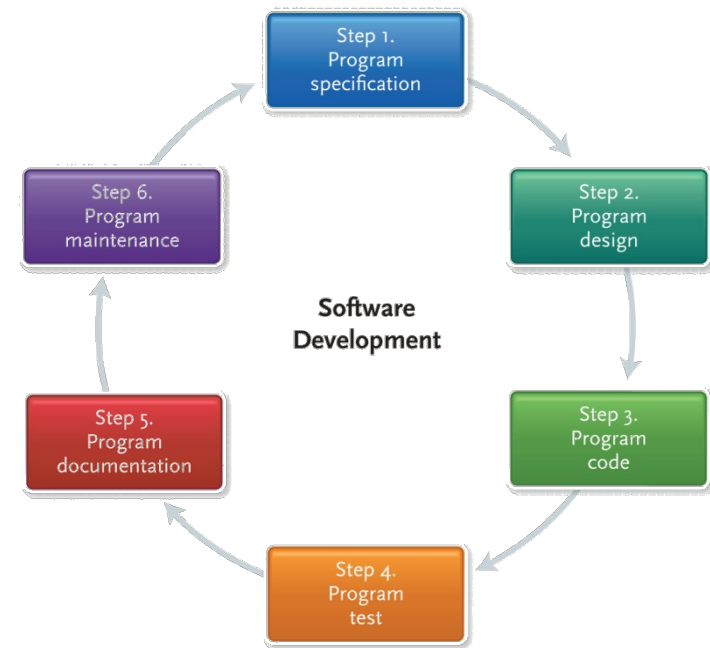 Step 1.
Program
specification
Step 2.
Program
design
Step 3.
Program
code
Step 4.
Program
test
Step 5.
Program
documentation
Step 6.
Program
maintenance
Software
Development